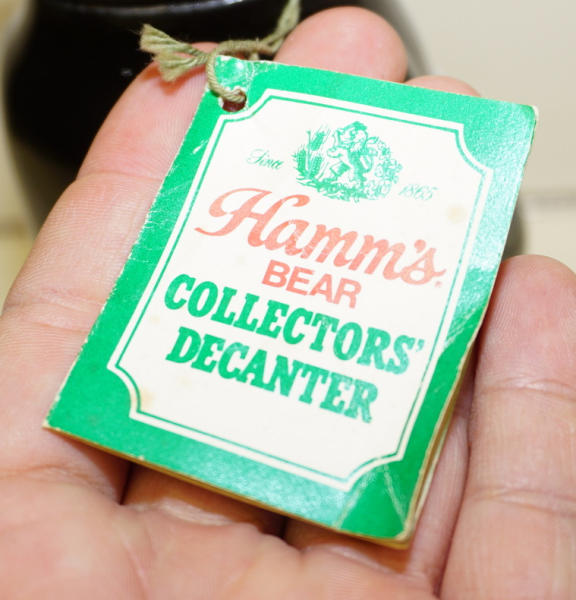 Since 1865
Hamm's
BEAR
COLLECTORS'
DECANTER